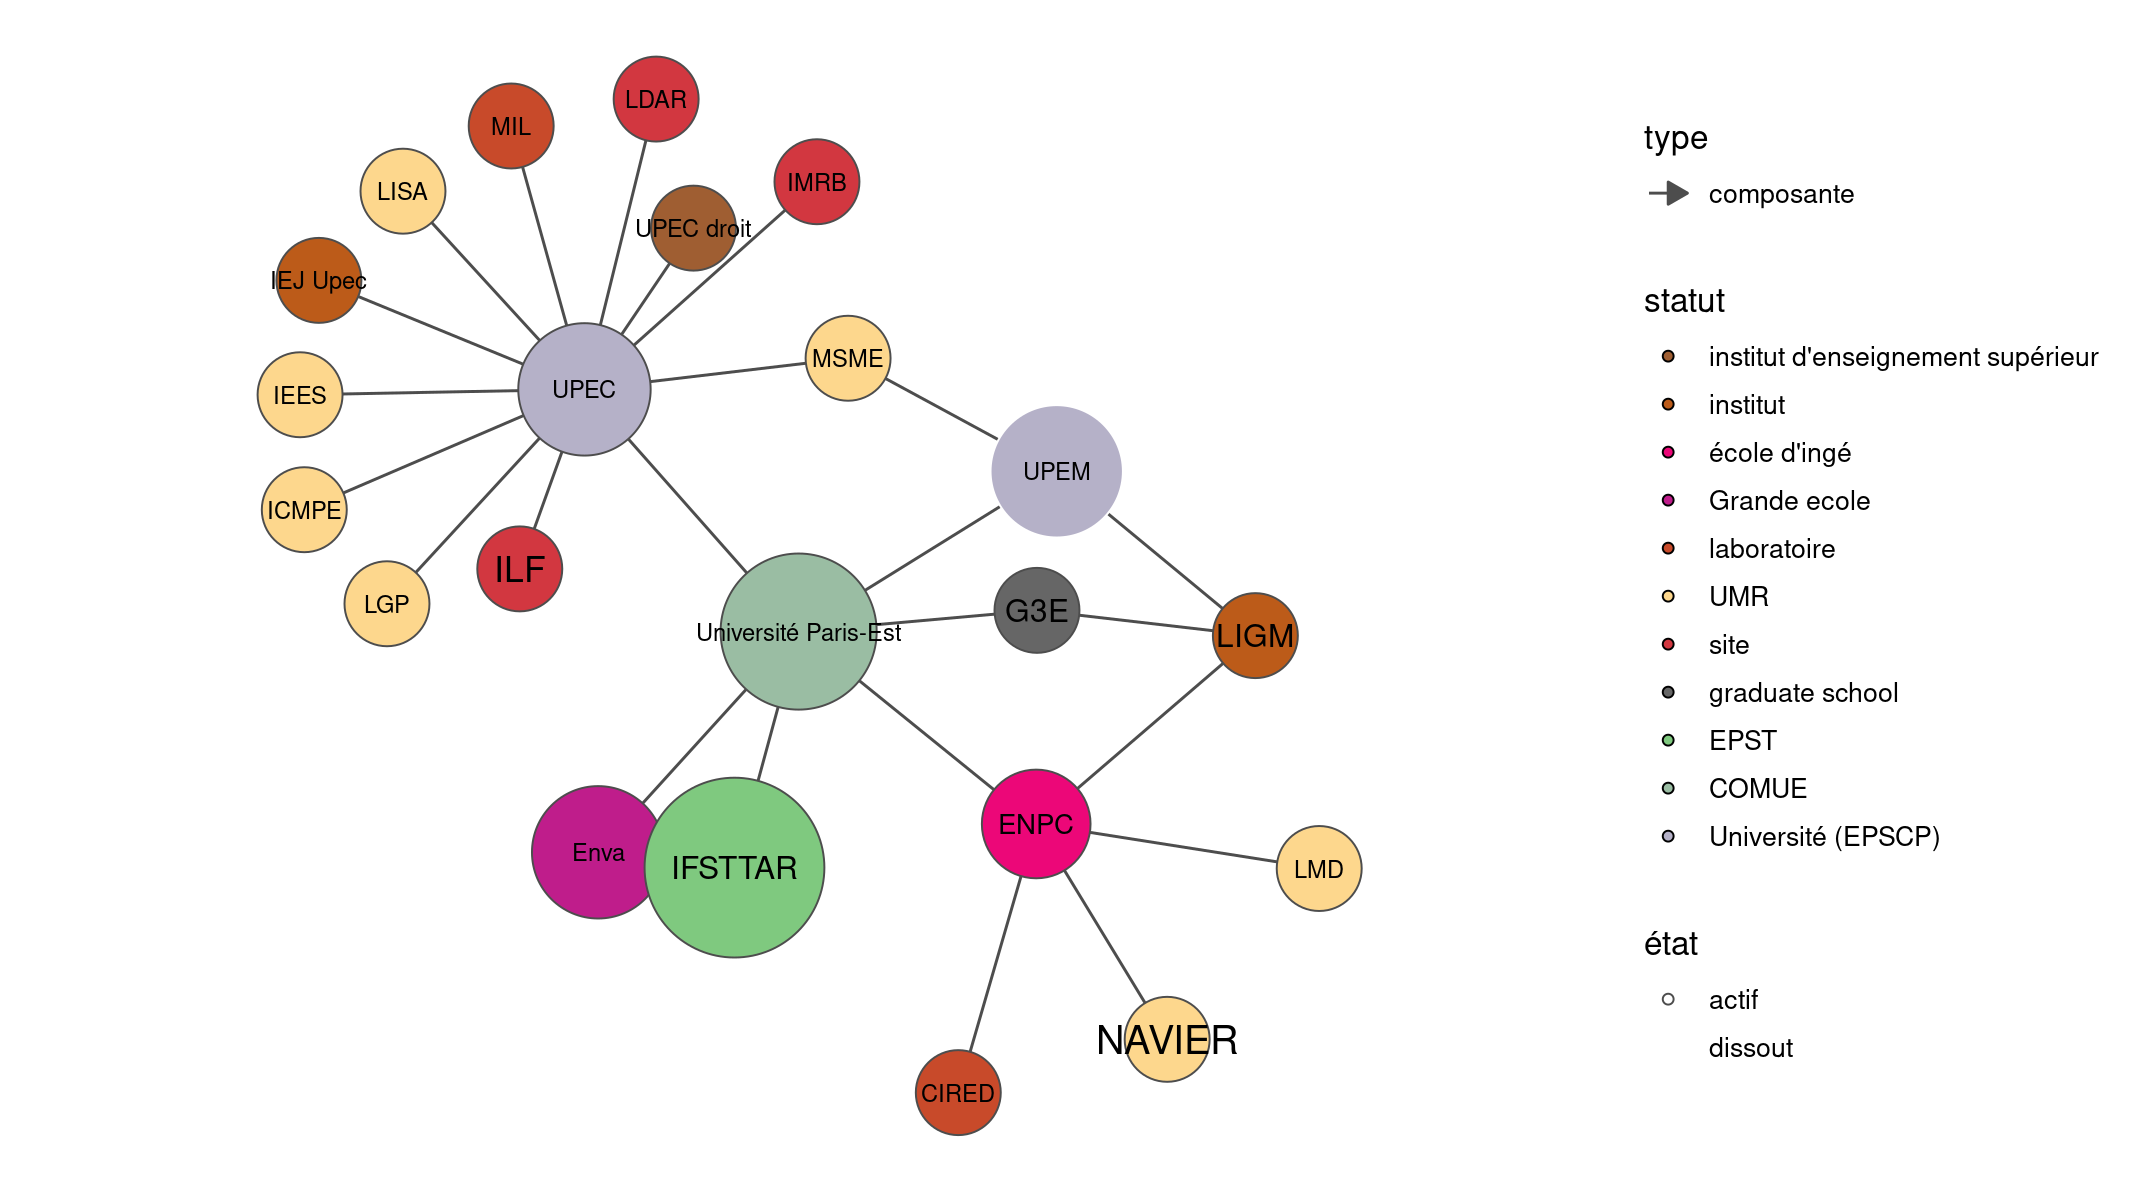 LDAR
MIL
IMRB
LISA
UPEC droit
IEJ Upec
MSME
UPEC
IEES
UPEM
ICMPE
ILF
LGP
G3E
Université Paris-Est
LIGM
ENPC
Enva
IFSTTAR
LMD
NAVIER
CIRED
type
composante
statut
institut d'enseignement supérieur
institut
école d'ingé
Grande ecole
laboratoire
UMR
site
graduate school
EPST
COMUE
Université (EPSCP)
état
actif
dissout